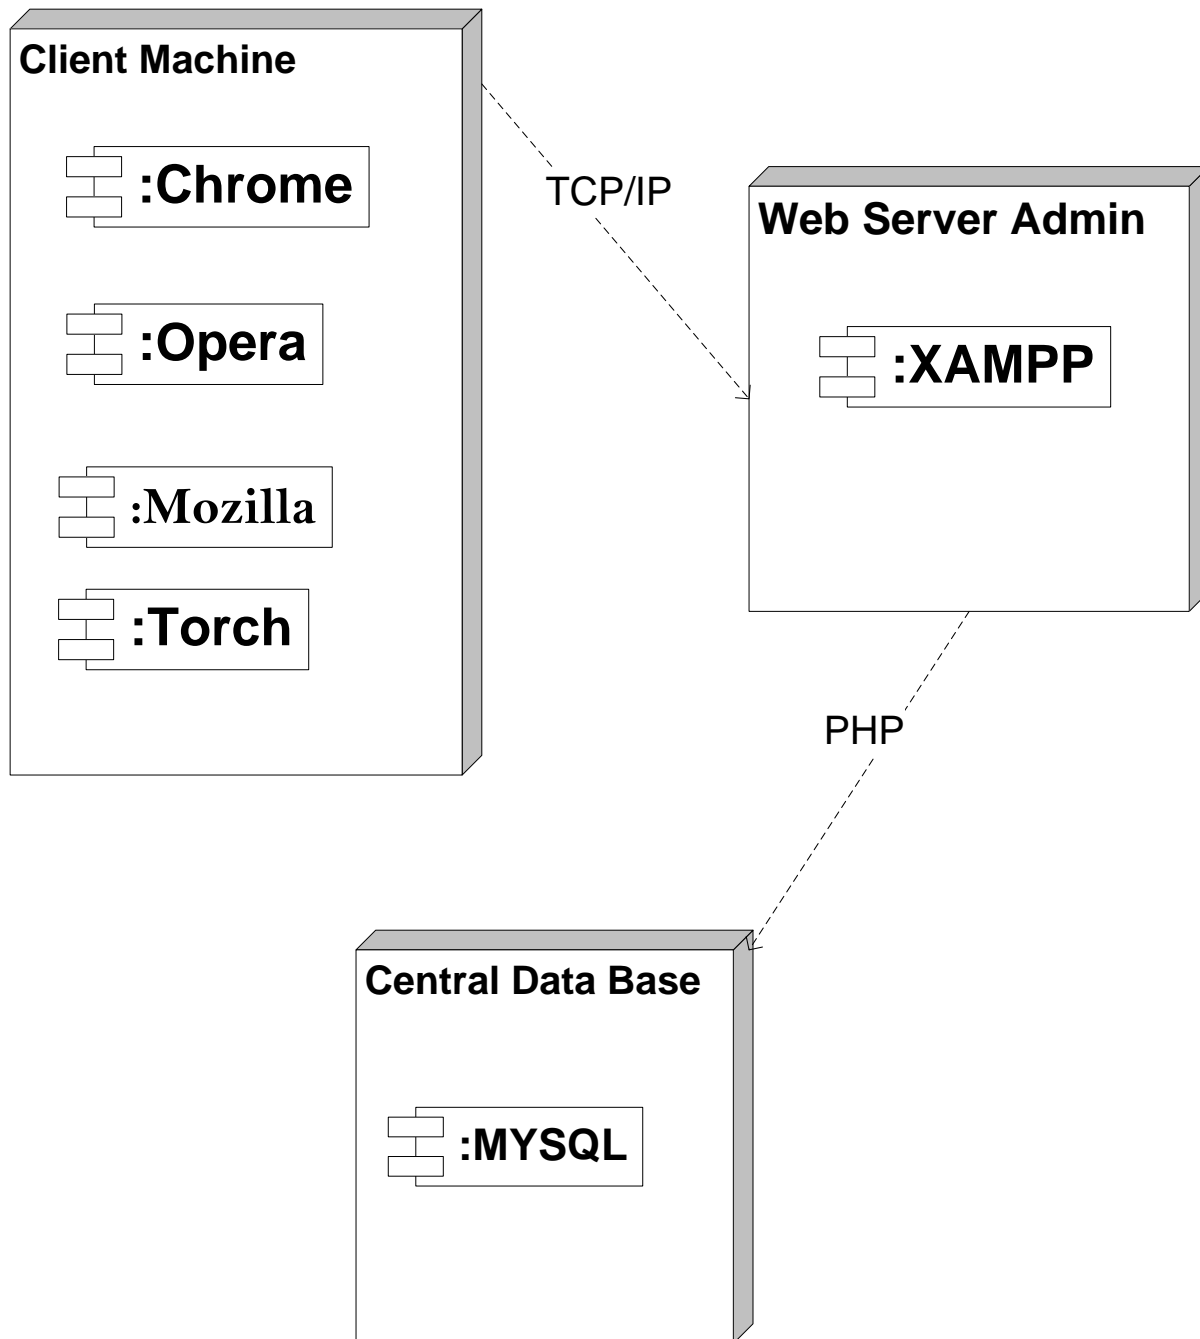 Client Machine
:Chrome
:Opera
:Mozilla
:Torch
TCP/IP
Web Server Admin
:XAMPP
PHP
Central Data Base
:MYSQL